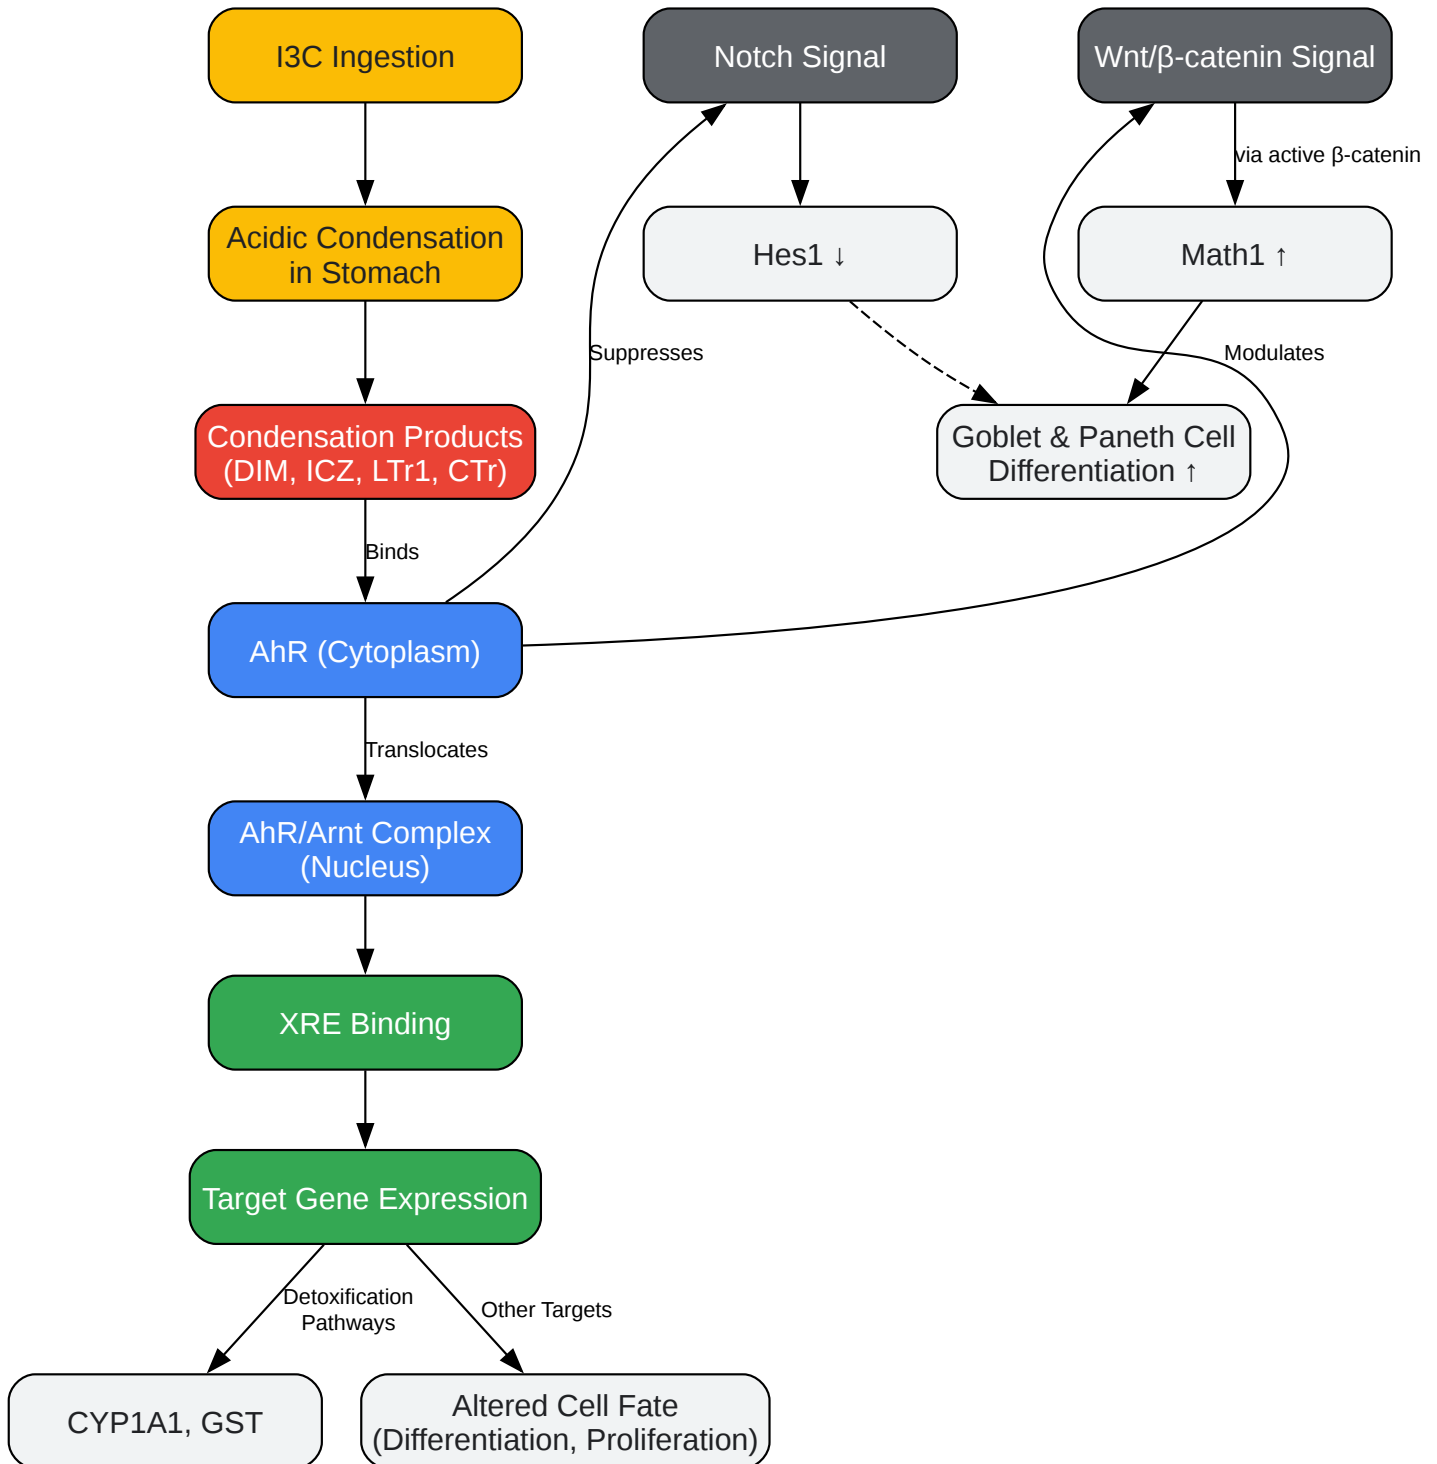 I3C Ingestion
Notch Signal
Wnt/β-catenin Signal
via active β-catenin
Acidic Condensation
in Stomach
Hes1 ↓
Math1 ↑
Suppresses
Modulates
Condensation Products
(DIM, ICZ, LTr1, CTr)
Goblet & Paneth Cell
Differentiation ↑
Binds
AhR (Cytoplasm)
Translocates
AhR/Arnt Complex
(Nucleus)
XRE Binding
Target Gene Expression
Detoxification
Pathways
Other Targets
CYP1A1, GST
Altered Cell Fate
(Differentiation, Proliferation)